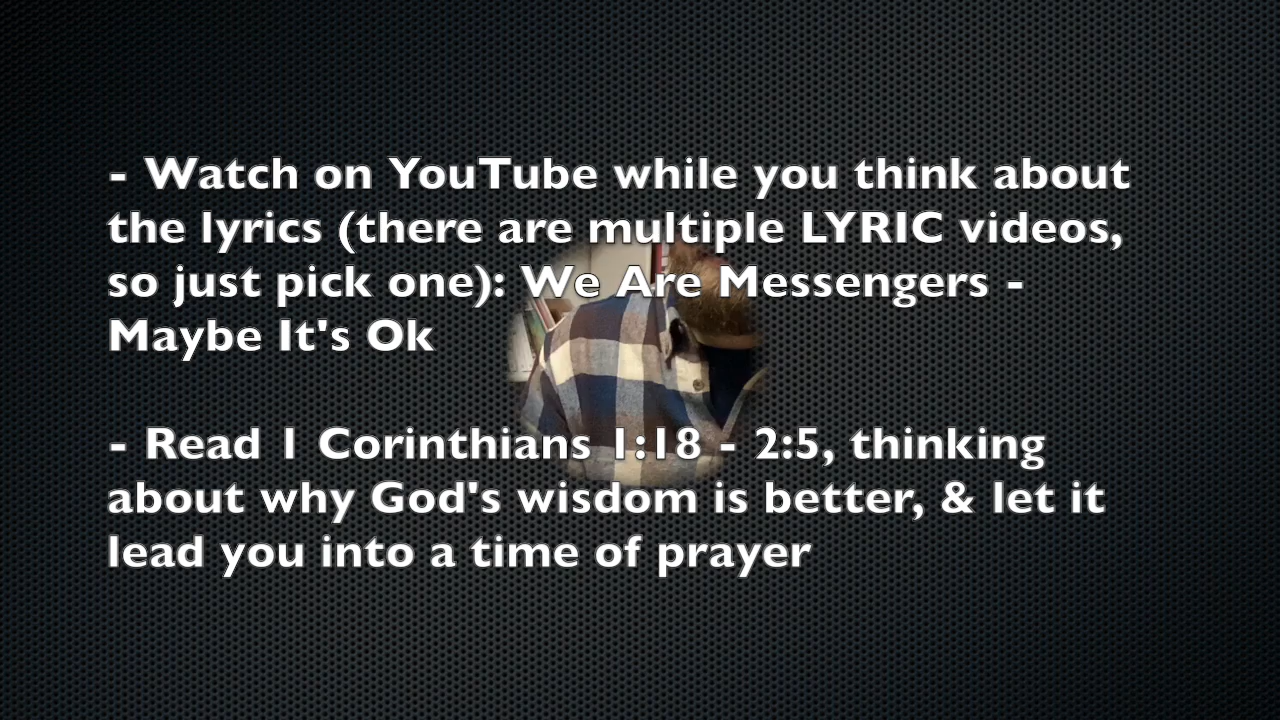 - Watch on YouTube while you think about
the lyrics (there are multiple LYRIC videos,
so just pick one): We Are Messengers -
Maybe It's Ok
- Read 1 Corinthians 1:18 - 2:5, thinking
about why God's wisdom is better, & let it
lead you into a time of prayer